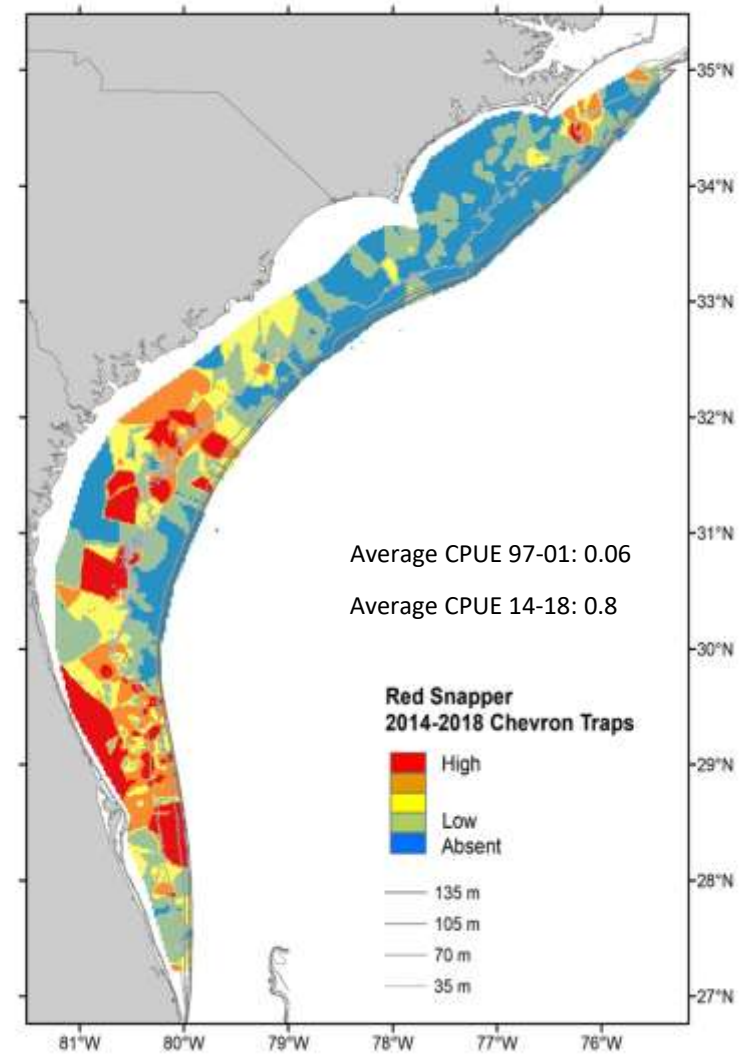 35°N
34°N
33°N
32°N
31°N
Average CPUE 97-01: 0.06
Average CPUE 14-18: 0.8
30°N
Red Snapper
2014-2018 Chevron Traps
High
29°N
Low
Absent
28°N
135 m
105 m
70 m
35 m
27°N
81°W 80°W 79°W 78°W 77°W 76°W